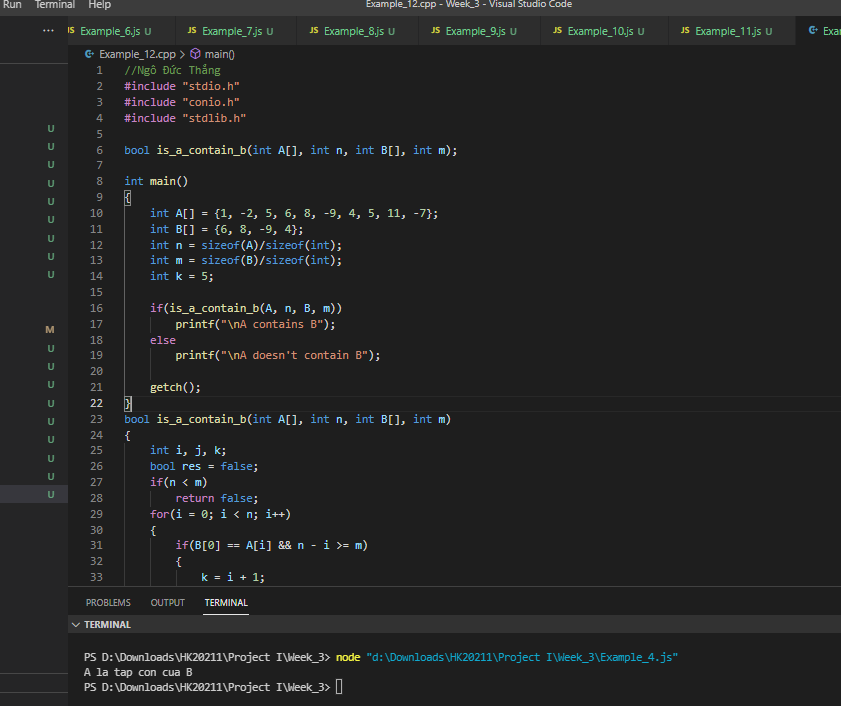 Run Terminal Help Example_12.cpp - Week_3 - Visual Studio Code
... JS Example_6.js U JS Example_7.js U JS Example_8.js U JS Example_9.js U JS Example_10.js U JS Example_11.js U
Example_12.cpp > main()
1 //Ngô Đức Thắng
2 #include "stdio.h"
3 #include "conio.h"
4 #include "stdlib.h"
5
6 bool is_a_contain_b(int A[], int n, int B[], int m);
7
8 int main()
9 {
10 int A[] = {1, -2, 5, 6, 8, -9, 4, 5, 11, -7};
11 int B[] = {6, 8, -9, 4};
12 int n = sizeof(A)/sizeof(int);
13 int m = sizeof(B)/sizeof(int);
14 int k = 5;
15
16 if(is_a_contain_b(A, n, B, m))
17 printf("\nA contains B");
18 else
19 printf("\nA doesn't contain B");
20
21 getch();
22 }
23 bool is_a_contain_b(int A[], int n, int B[], int m)
24 {
25 int i, j, k;
26 bool res = false;
27 if(n < m)
28 return false;
29 for(i = 0; i < n; i++)
30 {
31 if(B[0] == A[i] && n - i >= m)
32 {
33 k = i + 1;
U
U
U
U
U
U
U
U
U
M
U
U
U
U
U
U
U
U
U
PROBLEMS OUTPUT TERMINAL
TERMINAL
PS D:\Downloads\HK20211\Project I\Week_3> node "d:\Downloads\HK20211\Project I\Week_3\Example_4.js"
A la tap con cua B
PS D:\Downloads\HK20211\Project I\Week_3>